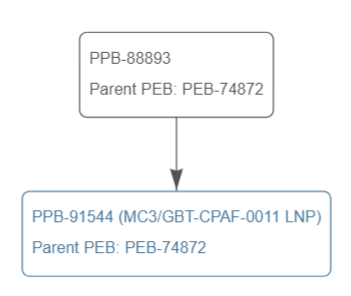 PPB-88893
Parent PEB: PEB-74872
PPB-91544 (MC3/GBT-CPAF-0011 LNP)
Parent PEB: PEB-74872